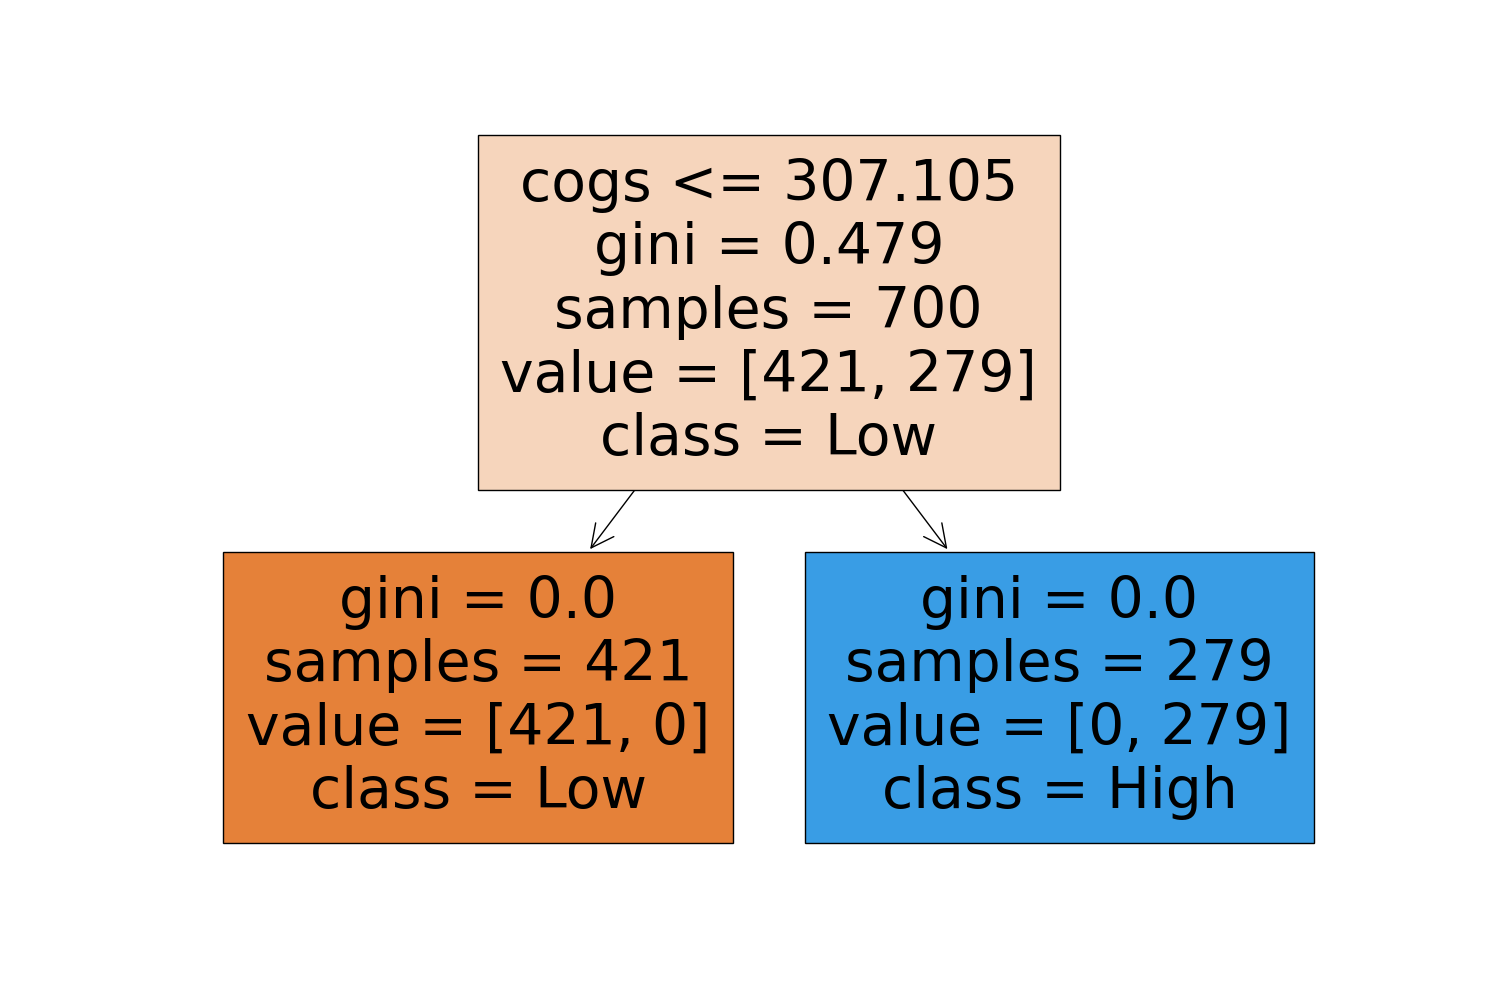 cogs <= 307.105
gini = 0.479
samples = 700
value = [421, 279]
class = Low
gini = 0.0
samples = 421
value = [421, 0]
class = Low
gini = 0.0
samples = 279
value = [0, 279]
class = High